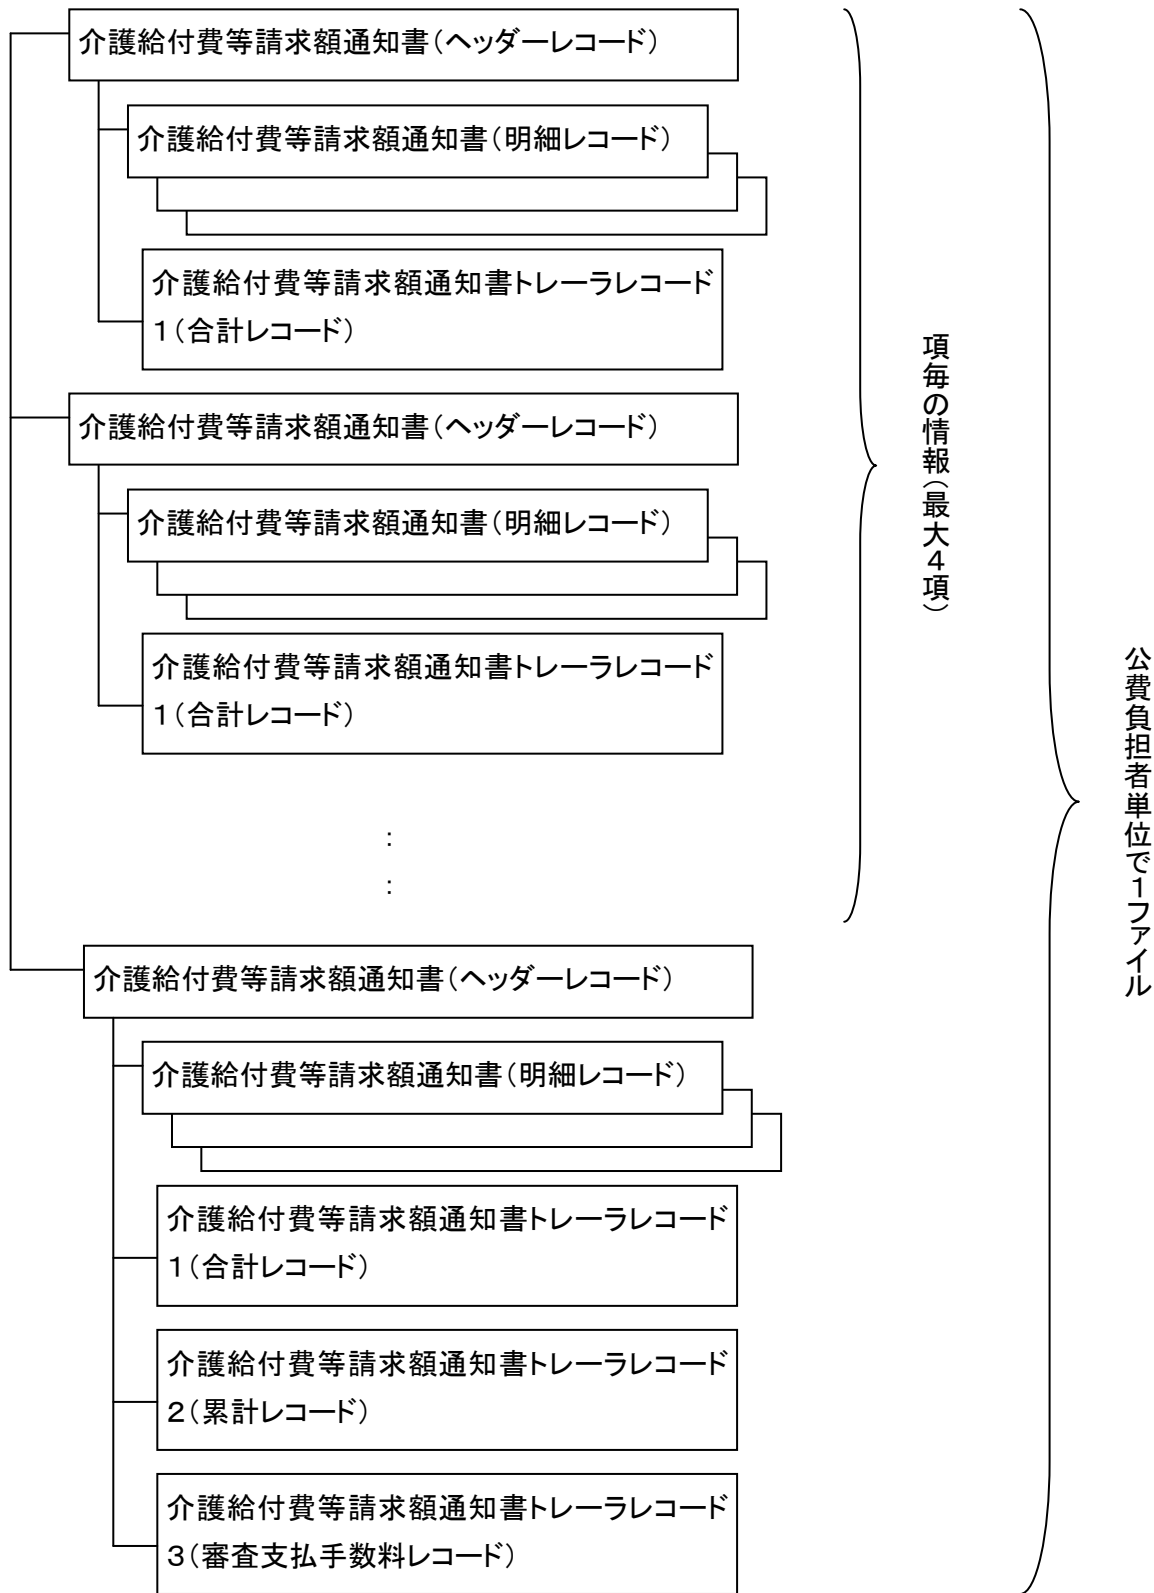 介護給付費等請求額通知書（ヘッダーレコード）
介護給付費等請求額通知書（明細レコード）
介護給付費等請求額通知書トレーラレコード
１（合計レコード）
介護給付費等請求額通知書（ヘッダーレコード）
介護給付費等請求額通知書（明細レコード）
介護給付費等請求額通知書トレーラレコード
１（合計レコード）
：
：
介護給付費等請求額通知書（ヘッダーレコード）
介護給付費等請求額通知書（明細レコード）
介護給付費等請求額通知書トレーラレコード
１（合計レコード）
介護給付費等請求額通知書トレーラレコード
２（累計レコード）
介護給付費等請求額通知書トレーラレコード
３（審査支払手数料レコード）
項毎の情報（最大４項）
公費負担者単位で１ファイル